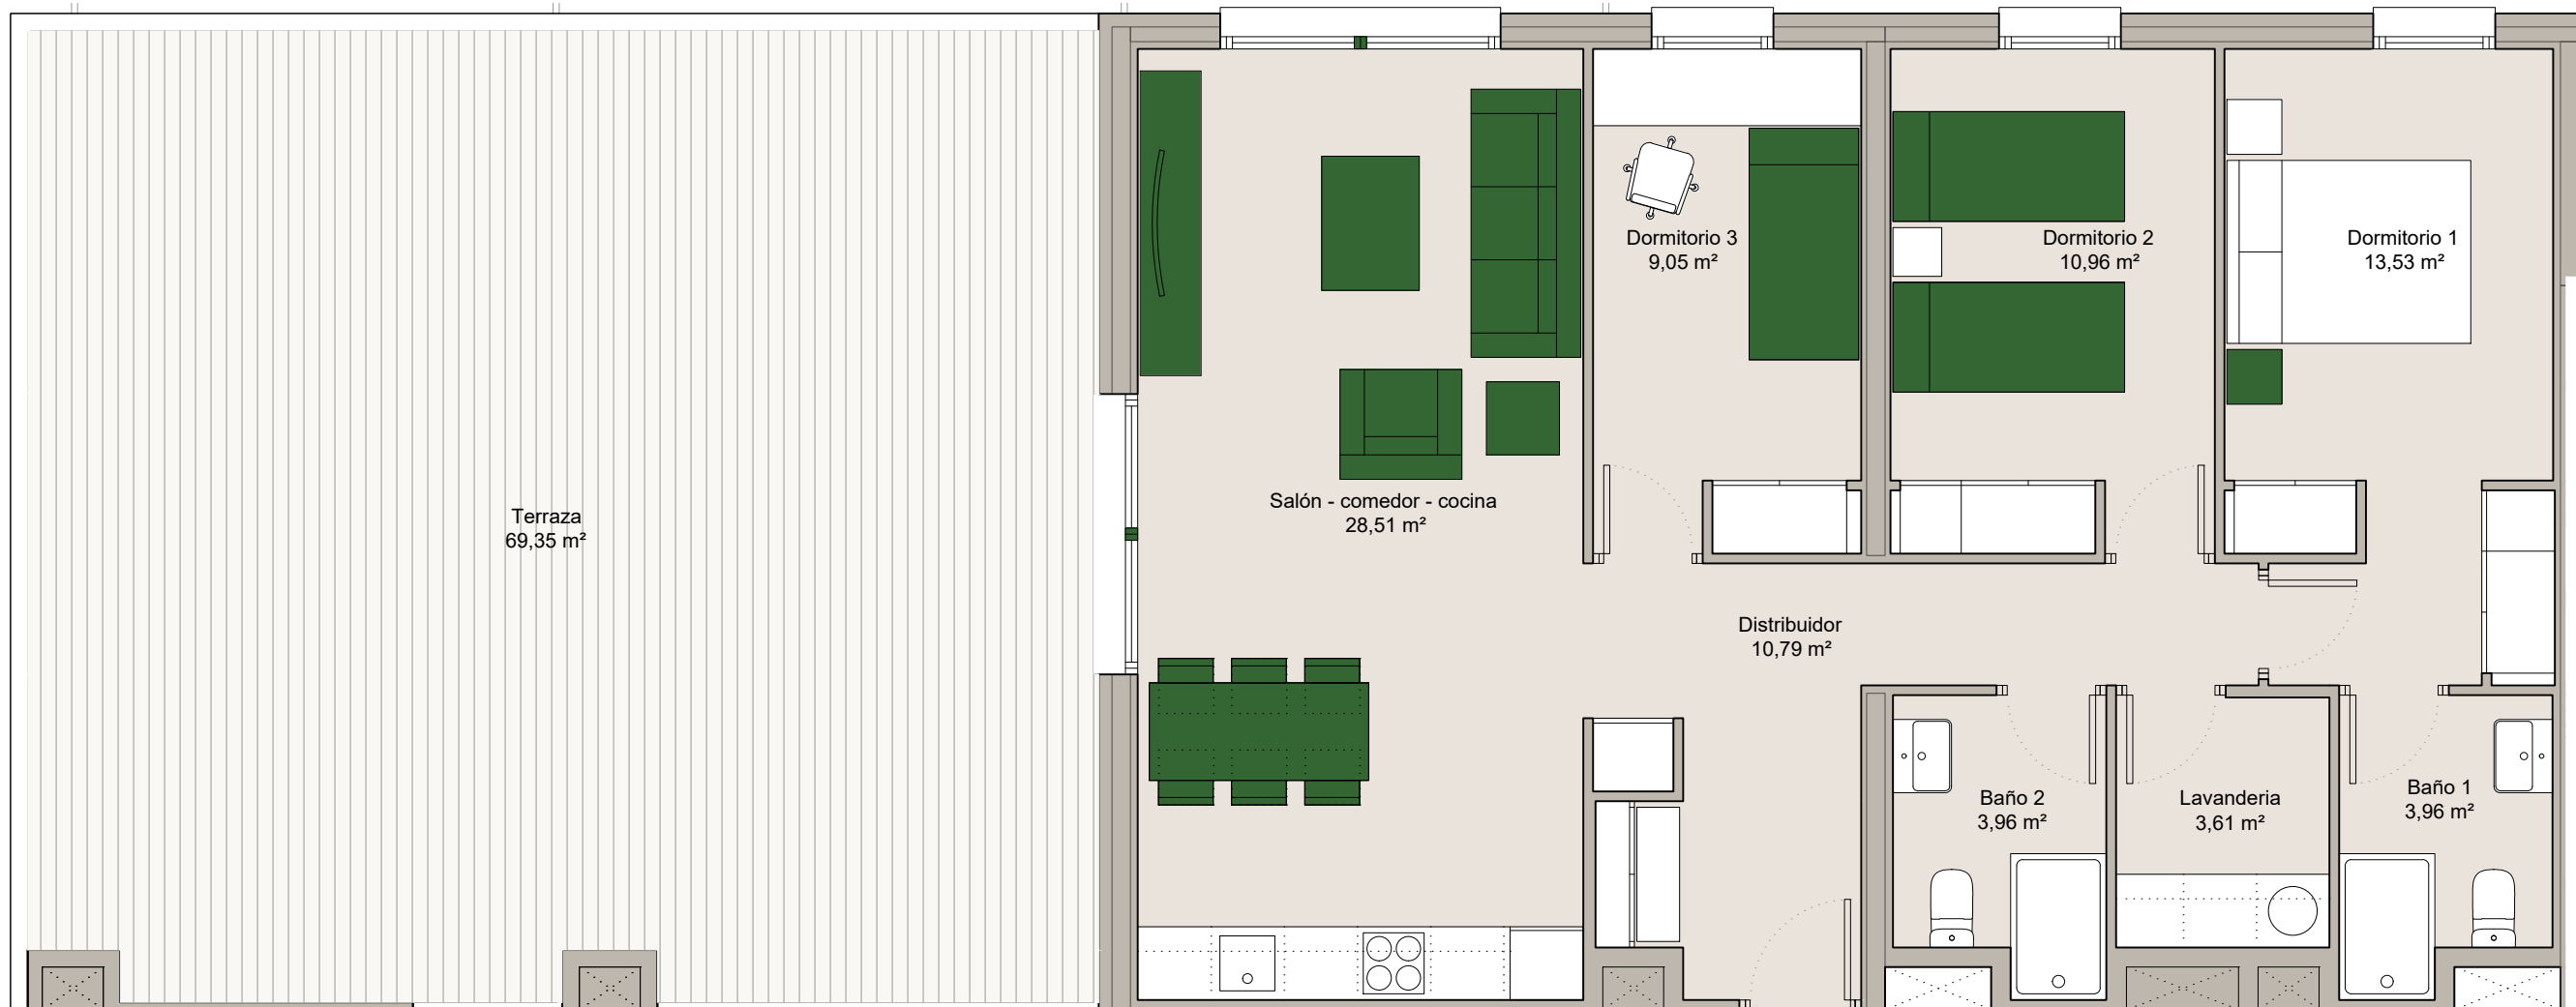 Dormitorio 3
9,05 m²
Dormitorio 2
10,96 m²
Dormitorio 1
13,53 m²
Salón - comedor - cocina
28,51 m²
Terraza
69,35 m²
Distribuidor
10,79 m²
Baño 2
3,96 m²
Lavanderia
3,61 m²
Baño 1
3,96 m²